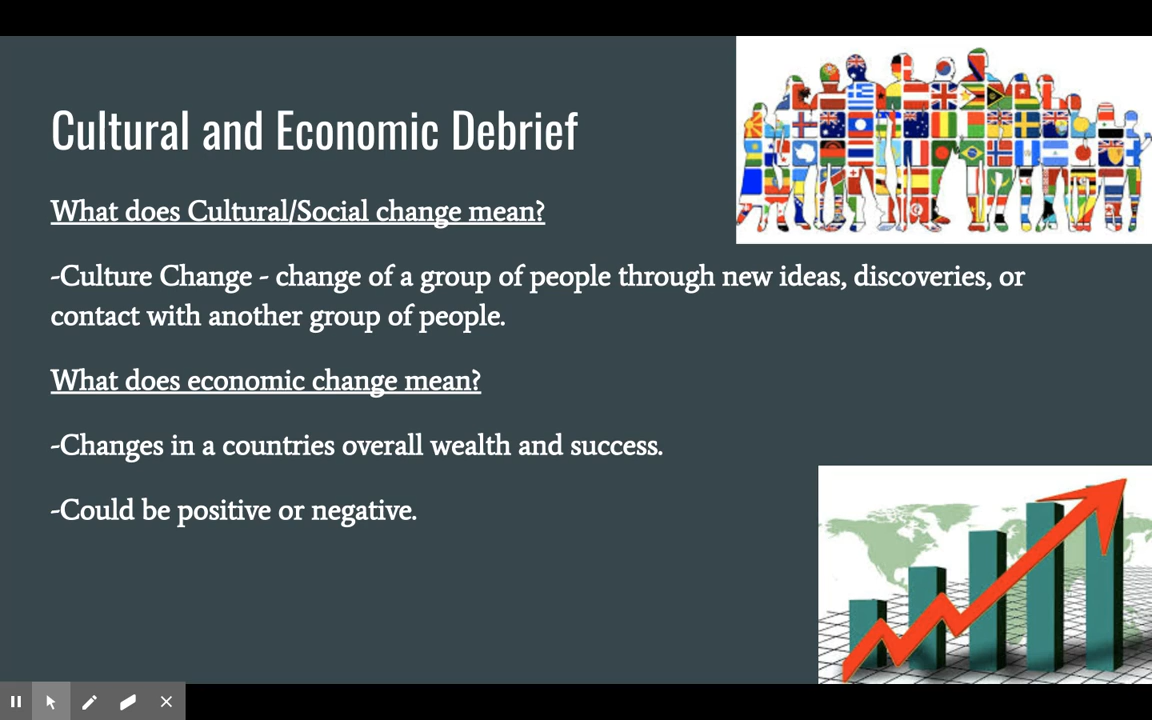 Cultural and Economic Debrief
What does Cultural/Social change mean?
-Culture Change - change of a group of people through new ideas, discoveries, or
contact with another group of people.
What does economic change mean?
-Changes in a countries overall wealth and success.
-Could be positive or negative.